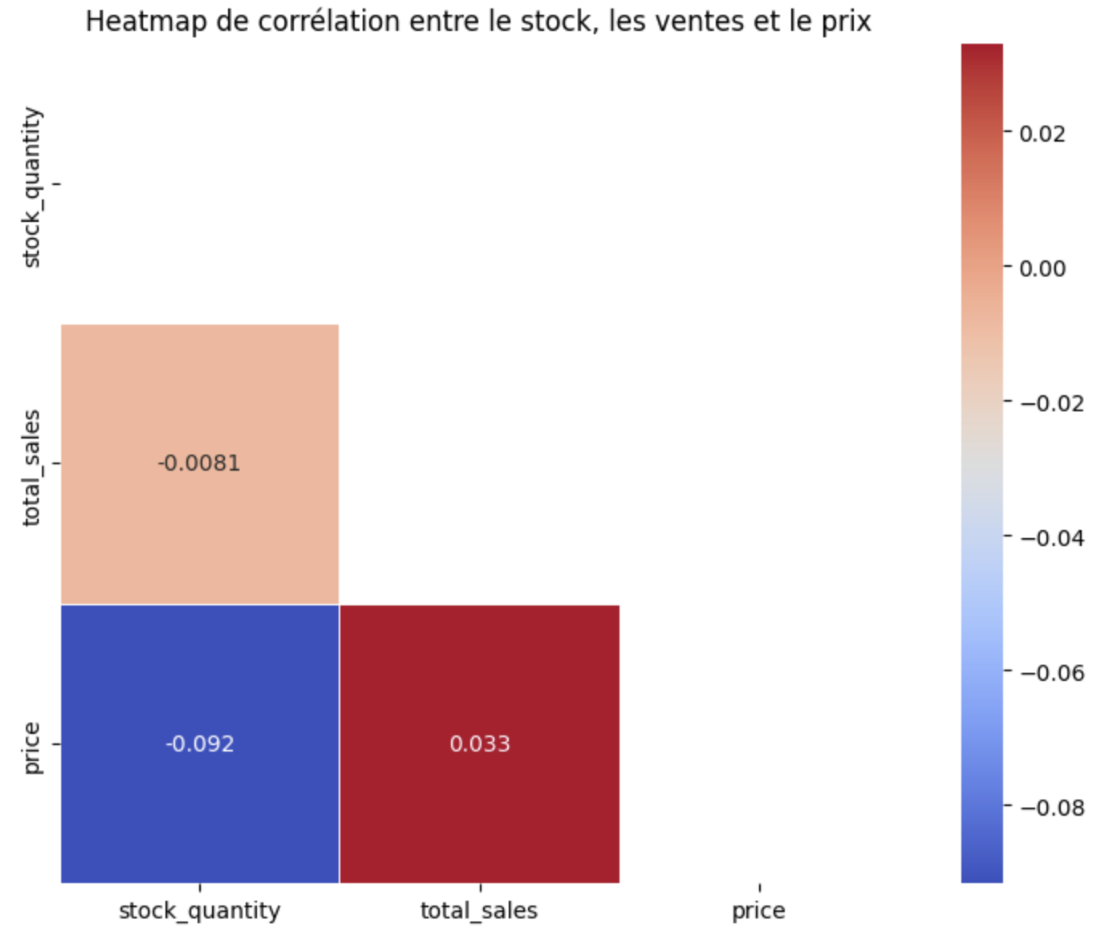 Heatmap de corrélation entre le stock, les ventes et le prix
stock_quantity
total_sales
price
-0.0081
-0.092
0.033
stock_quantity
total_sales
price
0.02
0.00
−0.02
−0.04
−0.06
−0.08